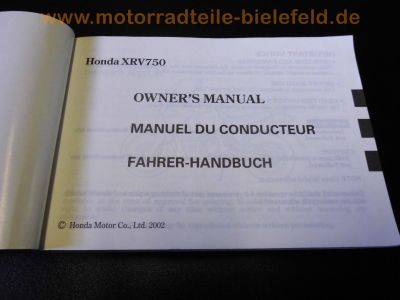 www.motorradteile-bielefeld.de
Honda XRV750
OWNER'S MANUAL
MANUEL DU CONDUCTEUR
FAHRER-HANDBUCH
© Honda Motor Co., Ltd. 2002